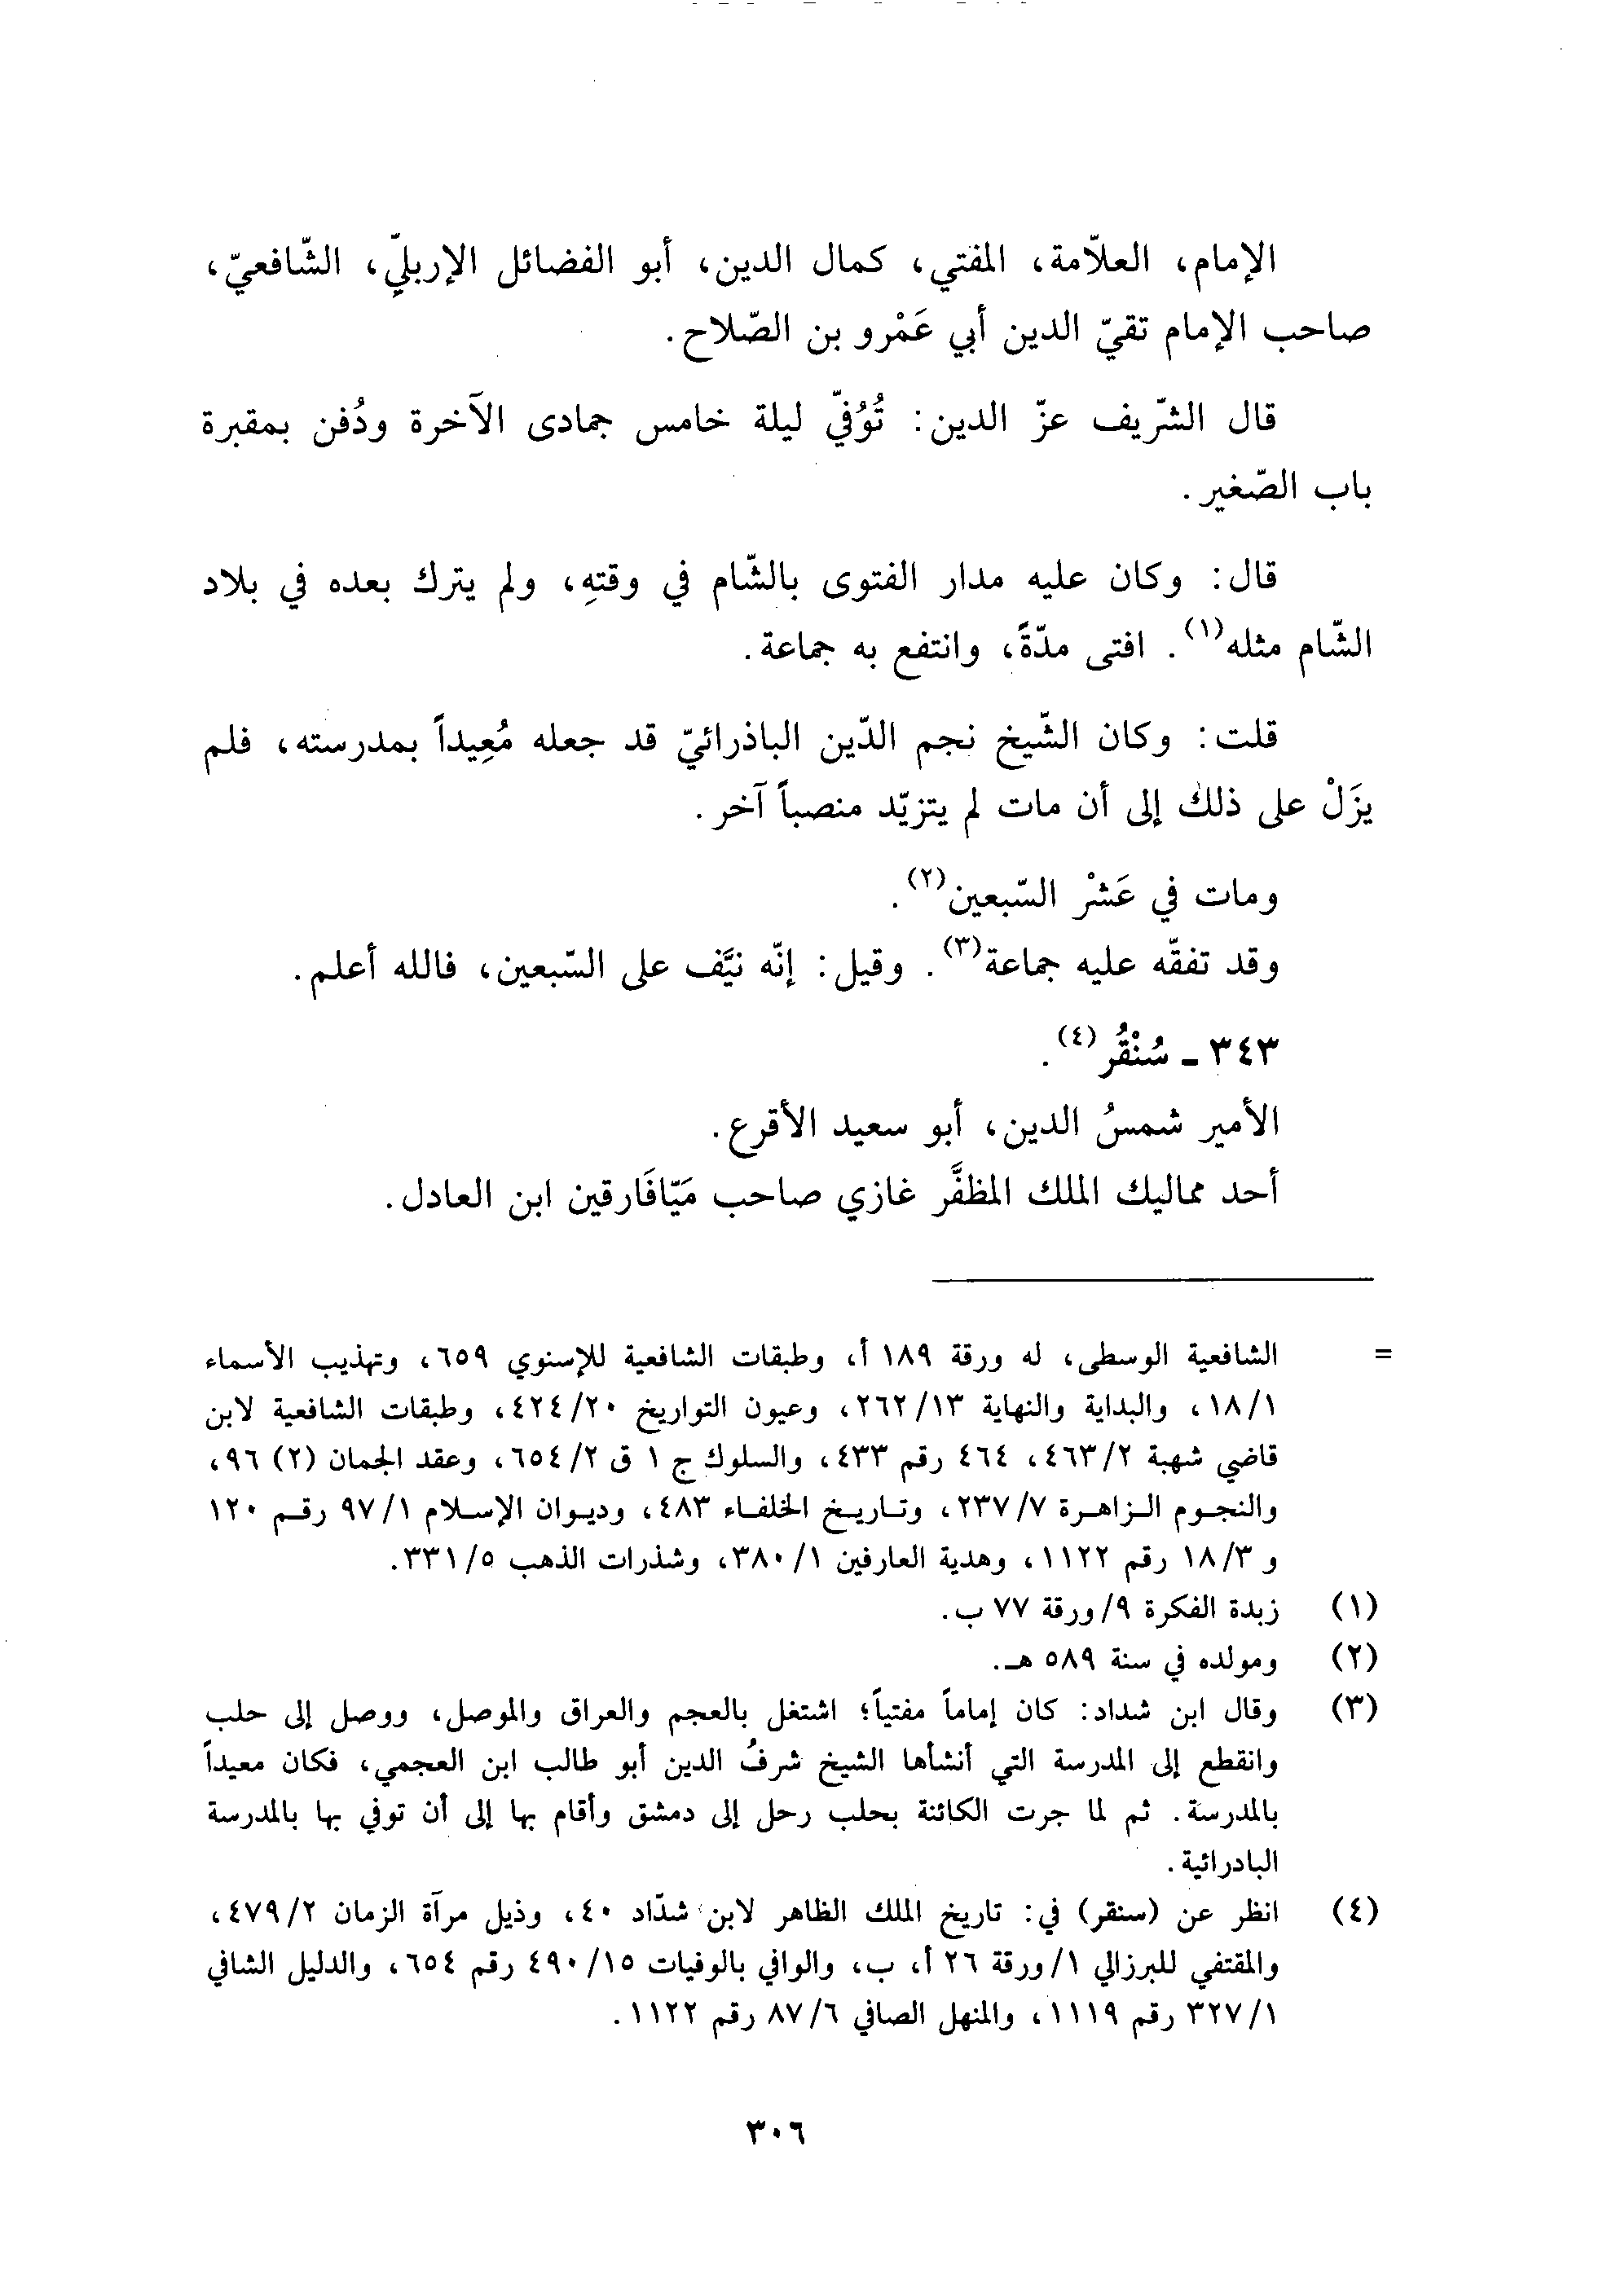 الإمام، العلاّمة، المفتي، كمال الدين، أبو الفضائل الإربليّ، الشّافعيّ،
صاحب الإمام تقيّ الدين أبي عَمْرو بن الصّلاح.
قال الشّريف عزّ الدين: تُوُفيّ ليلة خامس جمادى الآخرة ودُفن بمقبرة
باب الصّغير.
قال: وكان عليه مدار الفتوى بالشّام في وقتهِ، ولم يترك بعده في بلاد
الشّام مثله(١). افتى مدّةً، وانتفع به جماعة.
قلت: وكان الشّيخ نجم الدّين الباذرائيّ قد جعله مُعِيداً بمدرسته، فلم
يزَلْ على ذلك إلى أن مات لم يتزيّد منصباً آخر.
ومات في عَشْر السّبعين(٢).
وقد تفقّه عليه جماعة(٣). وقيل: إنّه نيَّف على السّبعين، فالله أعلم.
٣٤٣ ـ سُنْقُر(٤).
الأمير شمسُ الدين، أبو سعيد الأقرع.
أحد مماليك الملك المظفَّر غازي صاحب مَيّافَارقين ابن العادل.
= الشافعية الوسطى، له ورقة ١٨٩ أ، وطبقات الشافعية للإسنوي ٦٥٩، وتهذيب الأسماء
١٨/١، والبداية والنهاية ٢٦٢/١٣، وعيون التواريخ ٤٢٤/٢٠، وطبقات الشافعية لابن
قاضي شهبة ٤٦٣/٢، ٤٦٤ رقم ٤٣٣، والسلوك ج ١ ق ٦٥٤/٢، وعقد الجمان (٢) ٩٦،
والنجوم الزاهرة ٢٣٧/٧، وتاريخ الخلفاء ٤٨٣، وديوان الإسلام ٩٧/١ رقم ١٢٠
و ١٨/٣ رقم ١١٢٢، وهدية العارفين ٣٨٠/١، وشذرات الذهب ٣٣١/٥.
(١) زبدة الفكرة ٩/ورقة ٧٧ ب.
(٢) ومولده في سنة ٥٨٩ هـ.
(٣) وقال ابن شداد: كان إماماً مفتياً؛ اشتغل بالعجم والعراق والموصل، ووصل إلى حلب
وانقطع إلى المدرسة التي أنشأها الشيخ شرفُ الدين أبو طالب ابن العجمي، فكان معيداً
بالمدرسة. ثم لما جرت الكائنة بحلب رحل إلى دمشق وأقام بها إلى أن توفي بها بالمدرسة
البادرائية.
(٤) انظر عن (سنقر) في: تاريخ الملك الظاهر لابن شدّاد ٤٠، وذيل مرآة الزمان ٤٧٩/٢،
والمقتفي للبرزالي ١/ورقة ٢٦ أ، ب، والوافي بالوفيات ٤٩٠/١٥ رقم ٦٥٤، والدليل الشافي
٣٢٧/١ رقم ١١١٩، والمنهل الصافي ٨٧/٦ رقم ١١٢٢.
٣٠٦